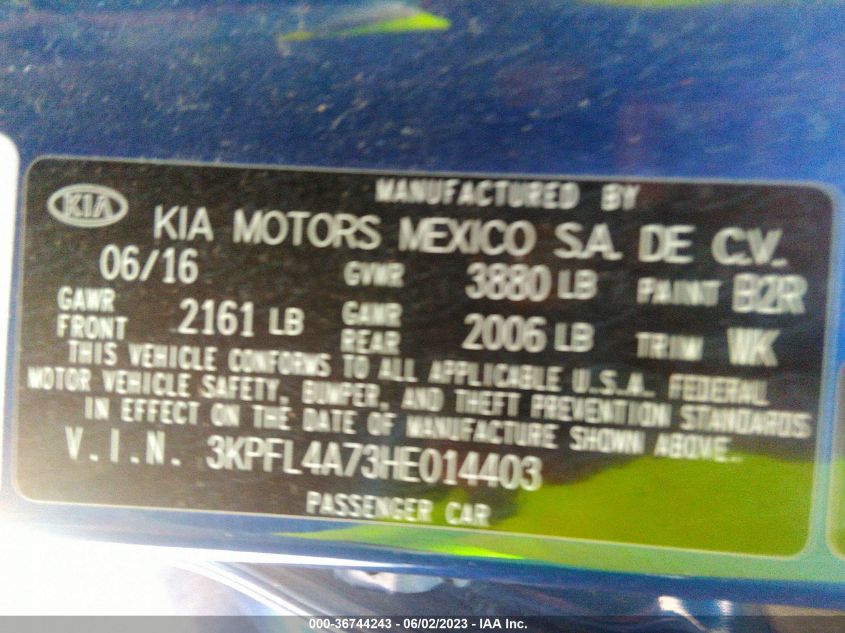 MANUFACTURED BY
KIA KIA MOTORS MEXICO S.A. DE C.V.
06/16 GVWR 3880 LB PAINT B2R
GAWR FRONT 2161 LB GAWR REAR 2006 LB TRIM WK
THIS VEHICLE CONFORMS TO ALL APPLICABLE U.S.A. FEDERAL
MOTOR VEHICLE SAFETY, BUMPER, AND THEFT PREVENTION STANDARDS
IN EFFECT ON THE DATE OF MANUFACTURE SHOWN ABOVE.
V.I.N. 3KPFL4A73HE014403
PASSENGER CAR
000-36744243 - 06/02/2023 - IAA Inc.